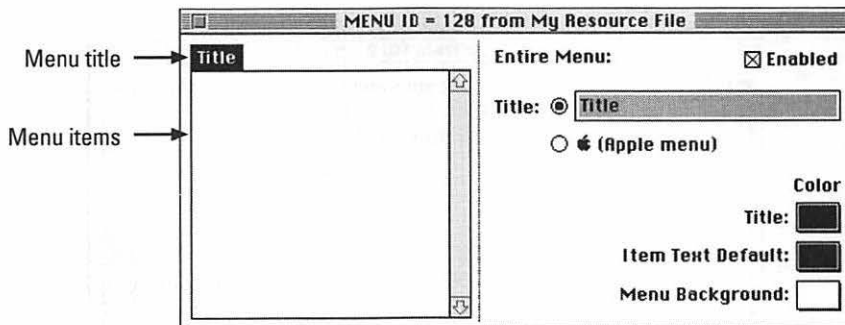 MENU ID = 128 from My Resource File
Menu title
Title
Menu items
Entire Menu:
Enabled
Title:
Title
(Apple menu)
Color
Title:
Item Text Default:
Menu Background: